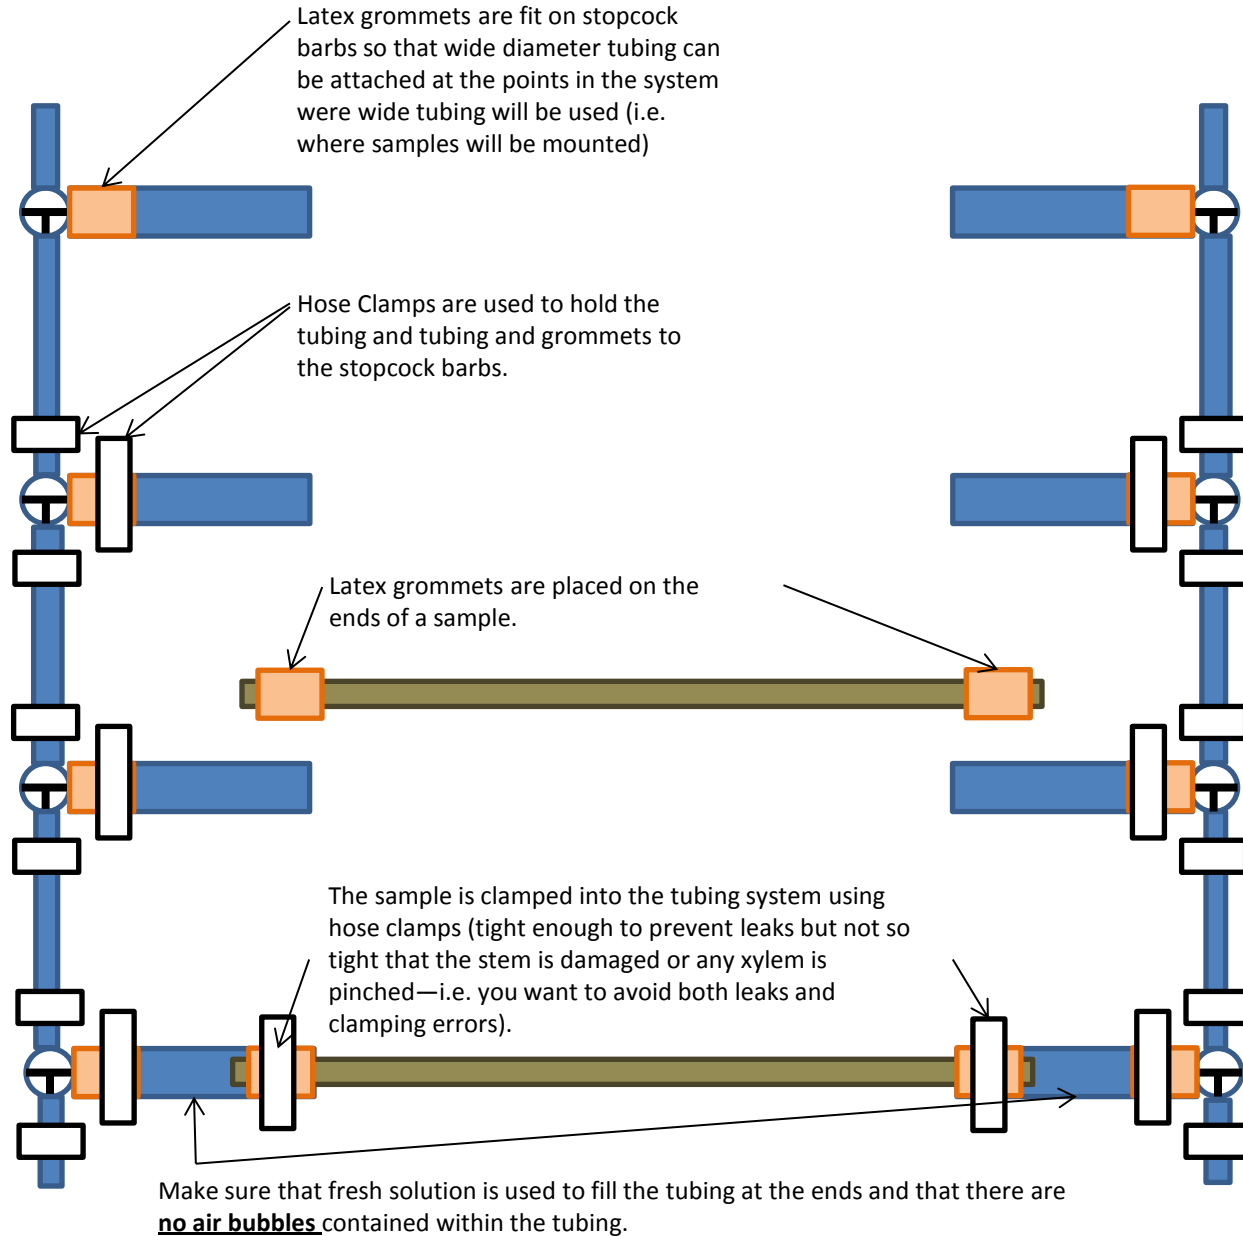 Latex grommets are fit on stopcock
barbs so that wide diameter tubing can
be attached at the points in the system
were wide tubing will be used (i.e.
where samples will be mounted)
Hose Clamps are used to hold the
tubing and tubing and grommets to
the stopcock barbs.
Latex grommets are placed on the
ends of a sample.
The sample is clamped into the tubing system using
hose clamps (tight enough to prevent leaks but not so
tight that the stem is damaged or any xylem is
pinched—i.e. you want to avoid both leaks and
clamping errors).
Make sure that fresh solution is used to fill the tubing at the ends and that there are
no air bubbles contained within the tubing.